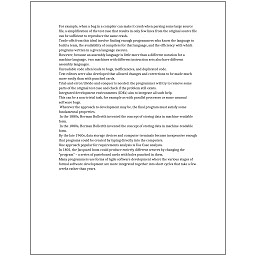 For example, when a bug in a compiler can make it crash when parsing some large source
file, a simplification of the test case that results in only few lines from the original source file
can be sufficient to reproduce the same crash.
Trade-offs from this ideal involve finding enough programmers who know the language to
build a team, the availability of compilers for that language, and the efficiency with which
programs written in a given language execute.
However, because an assembly language is little more than a different notation for a
machine language, two machines with different instruction sets also have different
assembly languages.
Unreadable code often leads to bugs, inefficiencies, and duplicated code.
Text editors were also developed that allowed changes and corrections to be made much
more easily than with punched cards.
Trial-and-error/divide-and-conquer is needed: the programmer will try to remove some
parts of the original test case and check if the problem still exists.
Integrated development environments (IDEs) aim to integrate all such help.
This can be a non-trivial task, for example as with parallel processes or some unusual
software bugs.
Whatever the approach to development may be, the final program must satisfy some
fundamental properties.
In the 1880s, Herman Hollerith invented the concept of storing data in machine-readable
form.
In the 1880s, Herman Hollerith invented the concept of storing data in machine-readable
form.
By the late 1960s, data storage devices and computer terminals became inexpensive enough
that programs could be created by typing directly into the computers.
One approach popular for requirements analysis is Use Case analysis.
In 1801, the Jacquard loom could produce entirely different weaves by changing the
"program" – a series of pasteboard cards with holes punched in them.
Many programmers use forms of Agile software development where the various stages of
formal software development are more integrated together into short cycles that take a few
weeks rather than years.